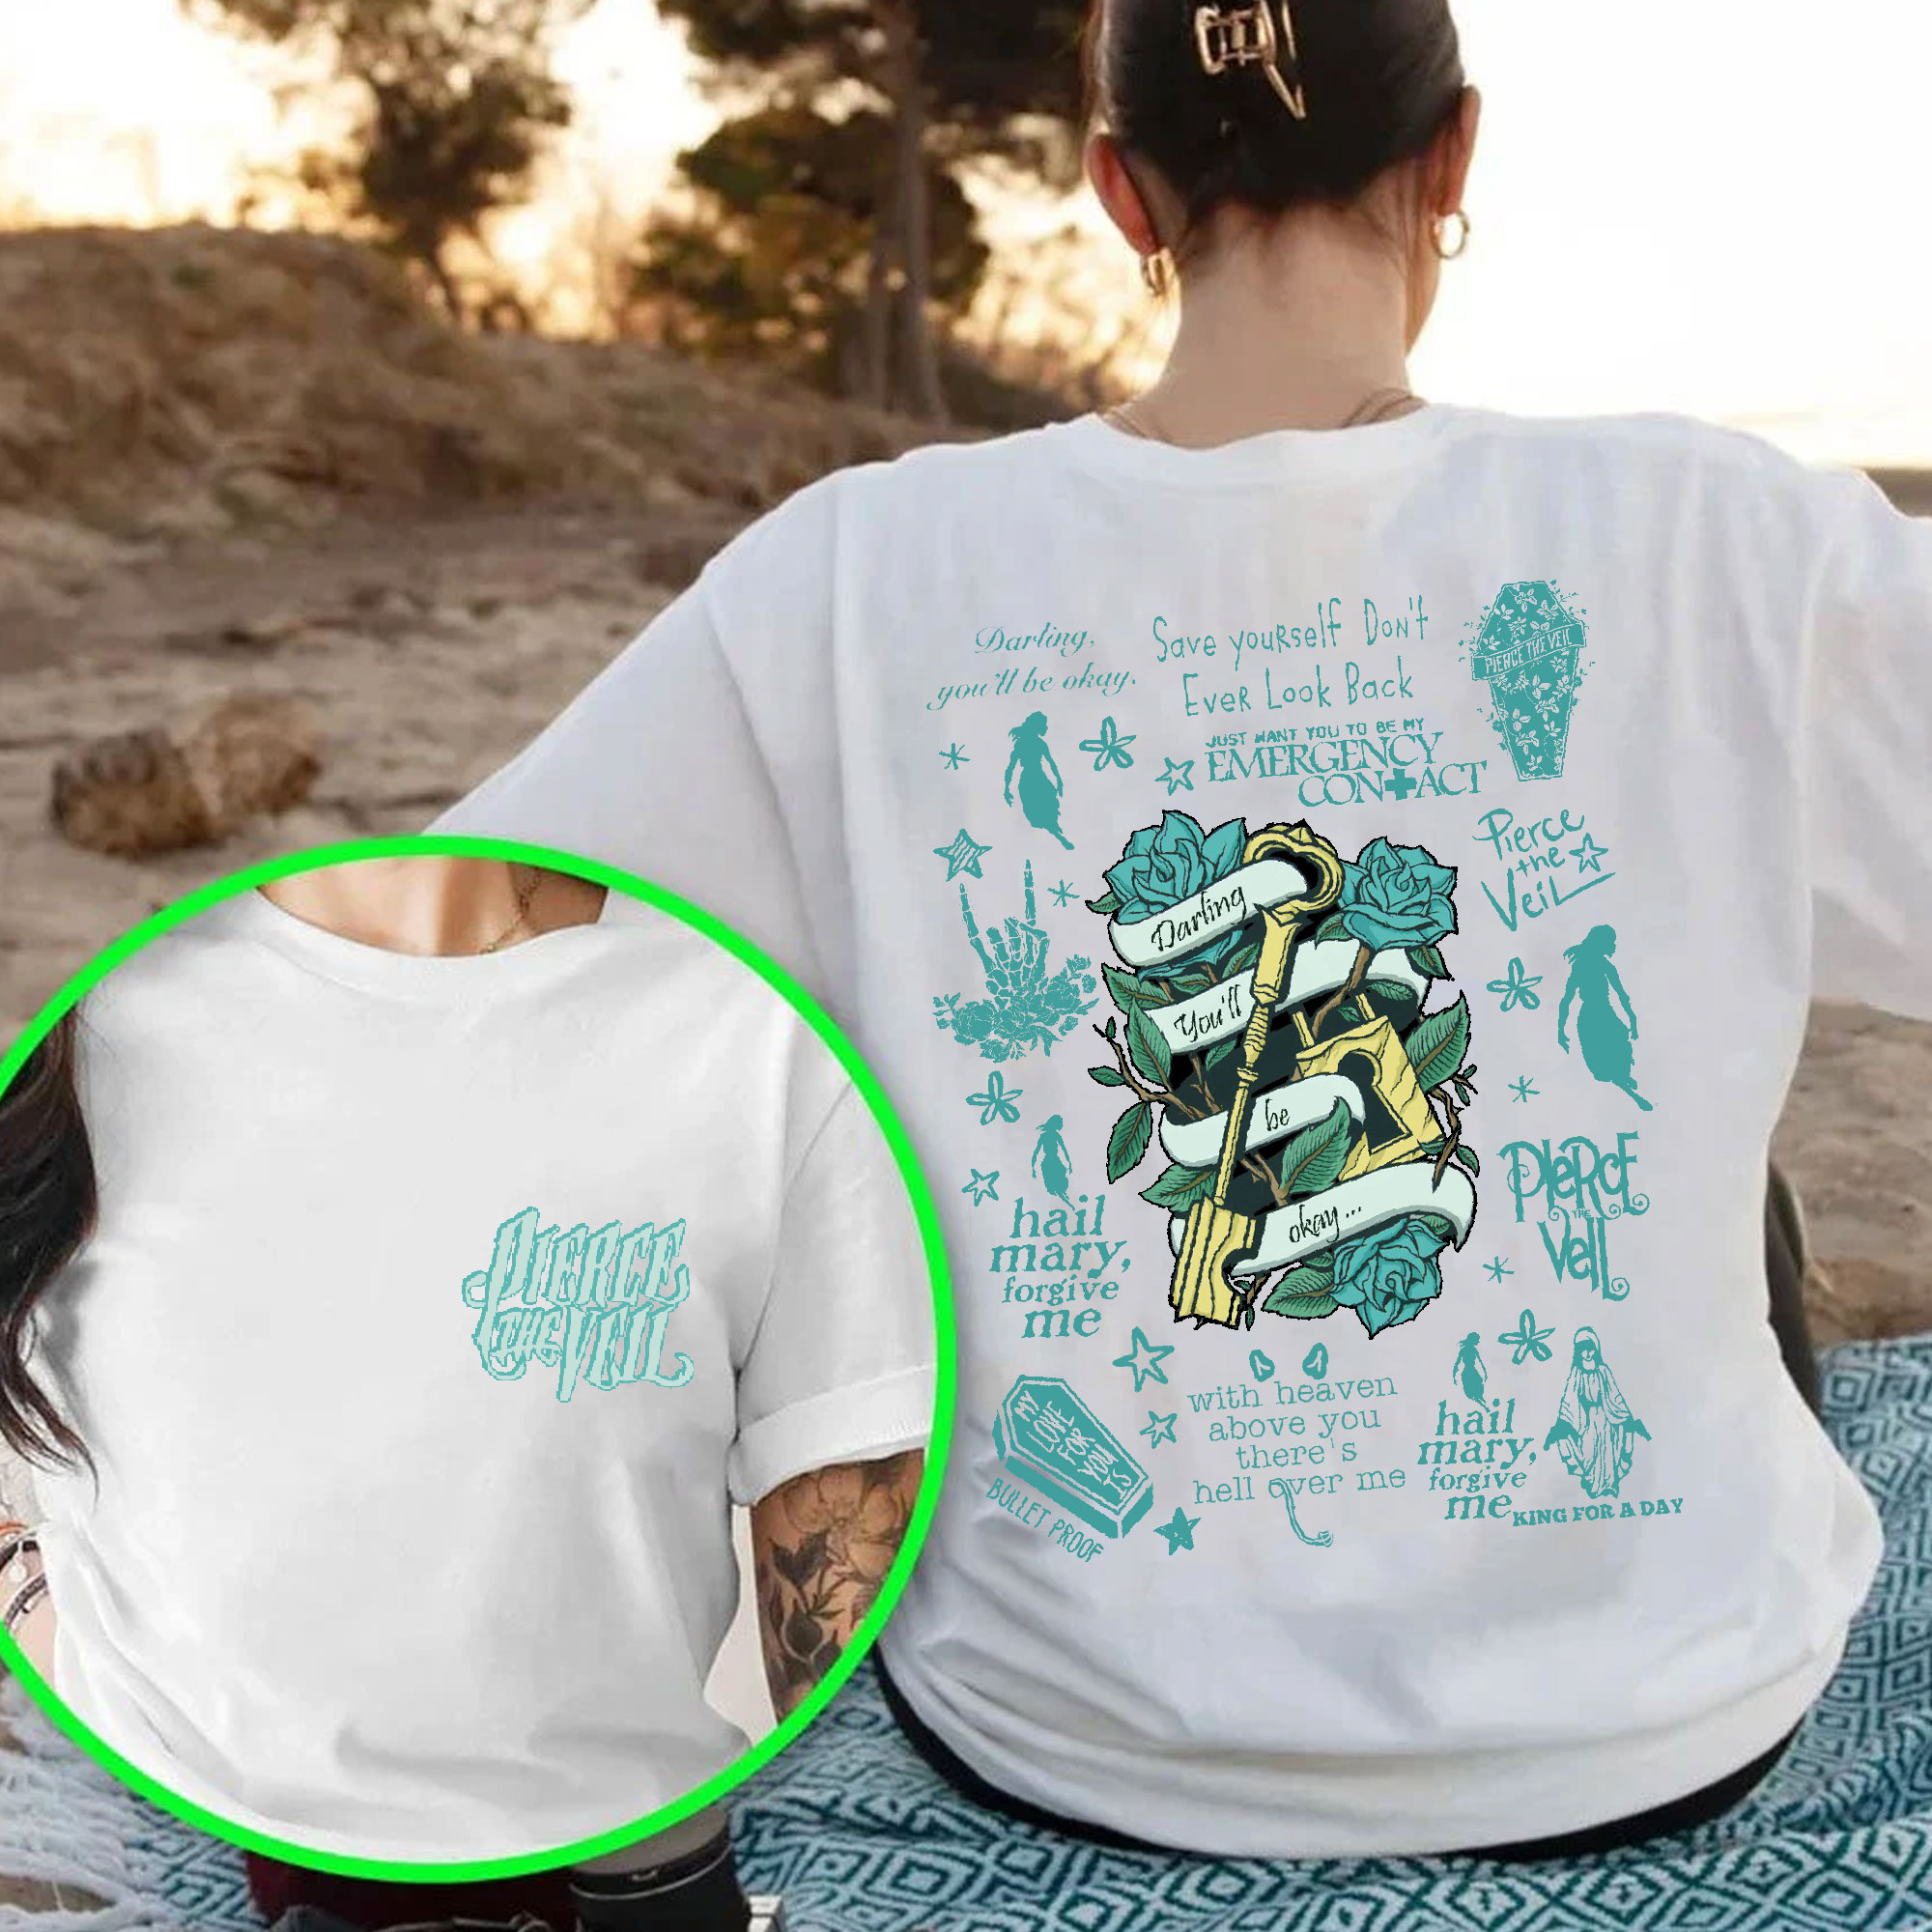 Darling,
you'll be okay.
Save yourself Don't
Ever Look Back
PIERCE THE VEIL
JUST WANT YOU TO BE MY
EMERGENCY
CONTACT
Pierce
the
Veil
Darling
You'll
be
okay...
hail
mary,
forgive
me
PIERCE
THE
VEIL
PIERCE
THE VEIL
BULLET PROOF
with heaven
above you
there's
hell over me
hail
mary,
forgive
me
KING FOR A DAY